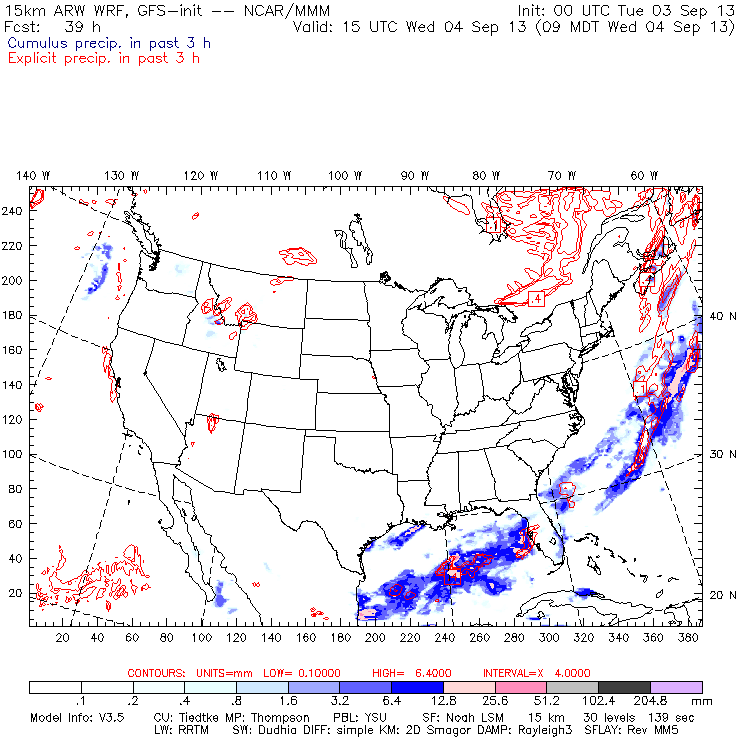 15km ARW WRF, GFS-init -- NCAR/MMM Init: 00 UTC Tue 03 Sep 13
Fcst: 39 h Valid: 15 UTC Wed 04 Sep 13 (09 MDT Wed 04 Sep 13)
Cumulus precip. in past 3 h
Explicit precip. in past 3 h
140 W 130 W 120 W 110 W 100 W 90 W 80 W 70 W 60 W
240
.1
220
.4
200
.4
180 40 N
160
140
.1
120
100 30 N
80
60
40
20 20 N
20 40 60 80 100 120 140 160 180 200 220 240 260 280 300 320 340 360 380
CONTOURS: UNITS=mm LOW= 0.10000 HIGH= 6.4000 INTERVAL=X 4.0000
.1 .2 .4 .8 1.6 3.2 6.4 12.8 25.6 51.2 102.4 204.8 mm
Model Info: V3.5 CU: Tiedtke MP: Thompson PBL: YSU SF: Noah LSM 15 km 30 levels 139 sec
LW: RRTM SW: Dudhia DIFF: simple KM: 2D Smagor DAMP: Rayleigh3 SFLAY: Rev MM5